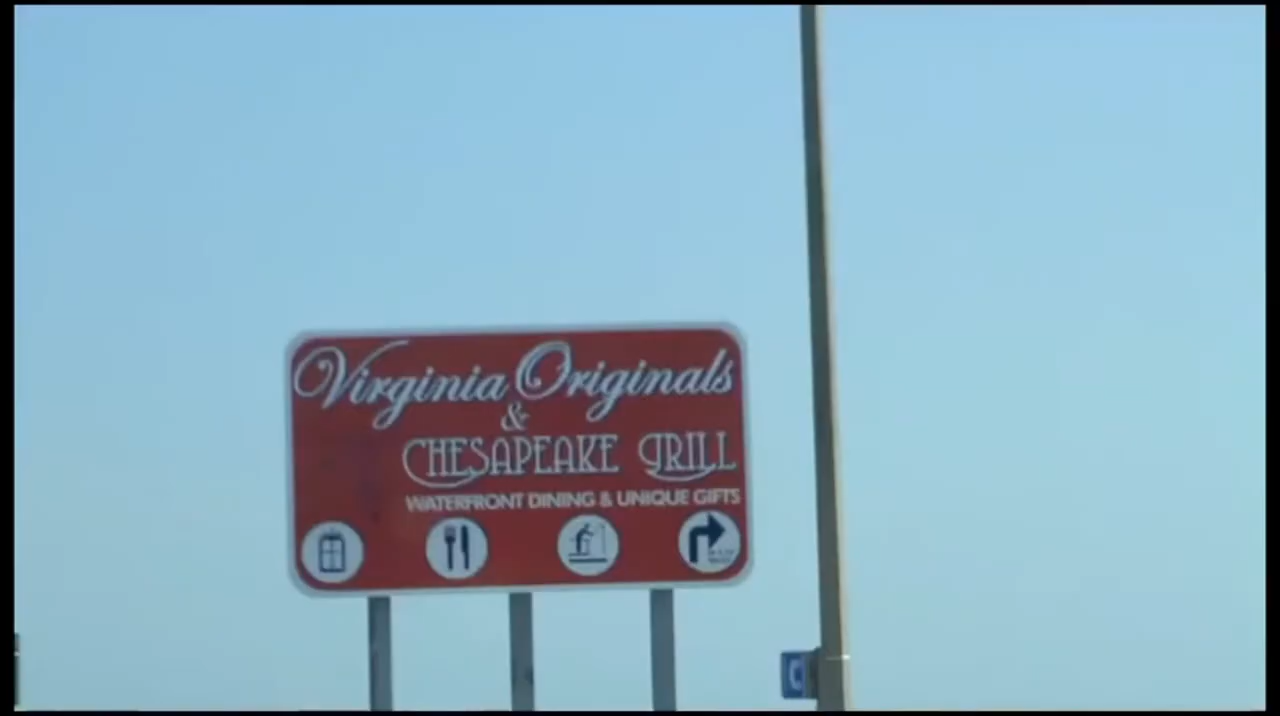 Virginia Originals
&
CHESAPEAKE GRILL
WATERFRONT DINING & UNIQUE GIFTS
C